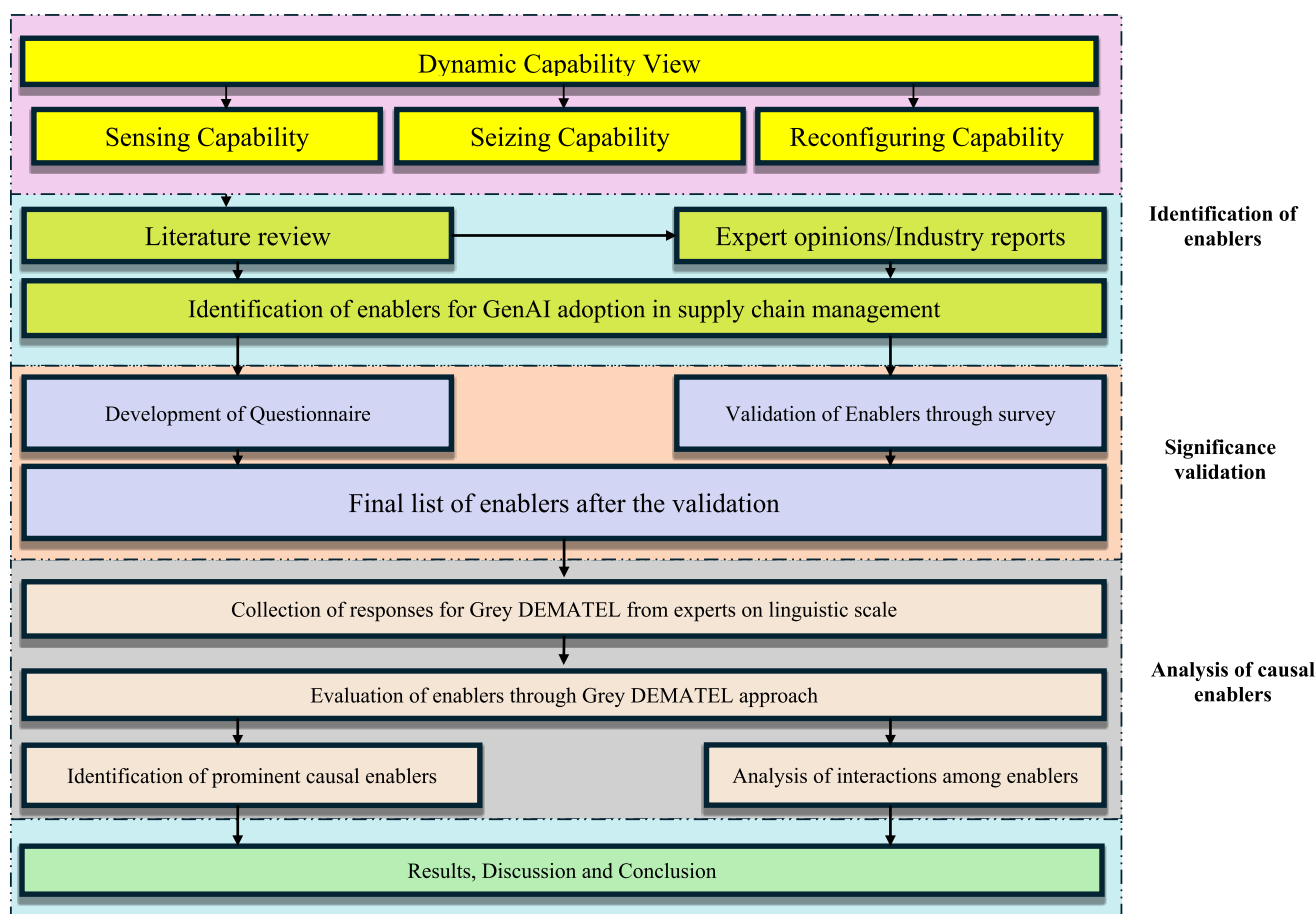 Dynamic Capability View
Sensing Capability
Seizing Capability
Reconfiguring Capability
Literature review
Expert opinions/Industry reports
Identification of
enablers
Identification of enablers for GenAI adoption in supply chain management
Development of Questionnaire
Validation of Enablers through survey
Significance
validation
Final list of enablers after the validation
Collection of responses for Grey DEMATEL from experts on linguistic scale
Evaluation of enablers through Grey DEMATEL approach
Analysis of causal
enablers
Identification of prominent causal enablers
Analysis of interactions among enablers
Results, Discussion and Conclusion